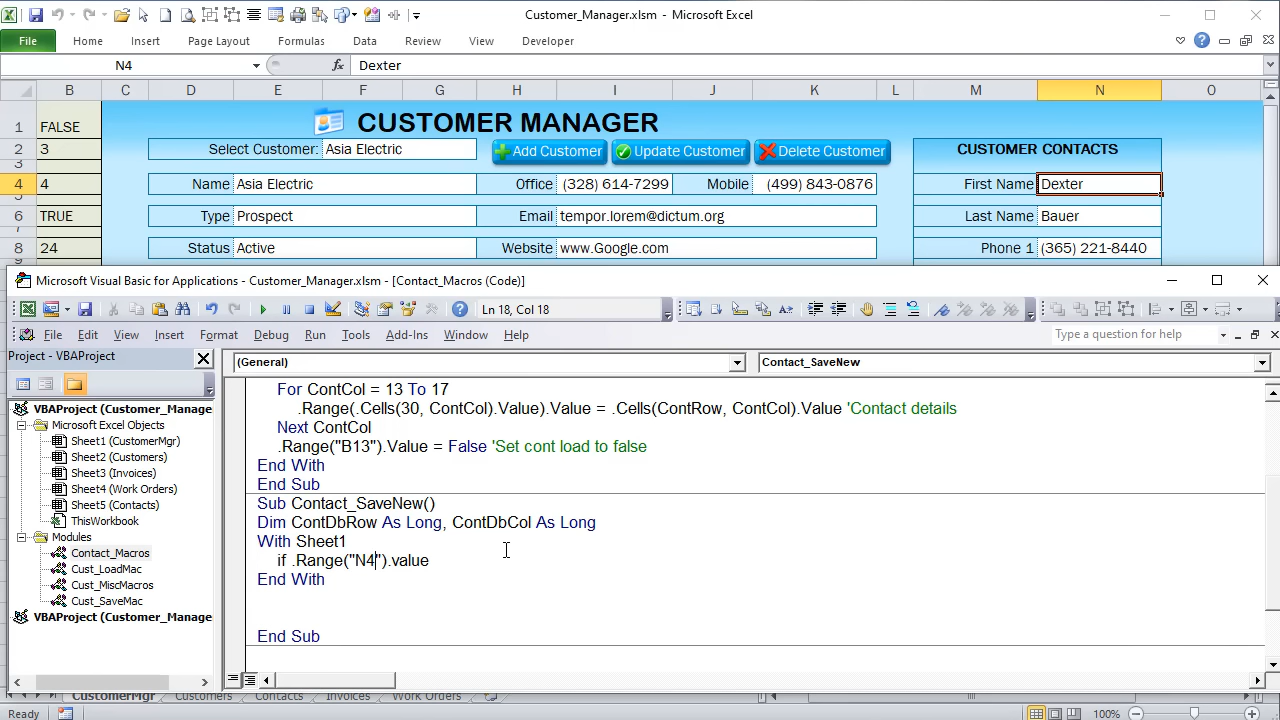 Customer_Manager.xlsm - Microsoft Excel
File Home Insert Page Layout Formulas Data Review View Developer
N4 fx Dexter
B C D E F G H I J K L M N O
1 FALSE CUSTOMER MANAGER
2 3 Select Customer: Asia Electric Add Customer Update Customer Delete Customer CUSTOMER CONTACTS
3
4 4 Name Asia Electric Office (328) 614-7299 Mobile (499) 843-0876 First Name Dexter
5
6 TRUE Type Prospect Email tempor.lorem@dictum.org Last Name Bauer
7
8 24 Status Active Website www.Google.com Phone 1 (365) 221-8440
Microsoft Visual Basic for Applications - Customer_Manager.xlsm - [Contact_Macros (Code)]
Ln 18, Col 18
File Edit View Insert Format Debug Run Tools Add-Ins Window Help
Type a question for help
Project - VBAProject
(General) Contact_SaveNew
VBAProject (Customer_Manage
Microsoft Excel Objects
Sheet1 (CustomerMgr)
Sheet2 (Customers)
Sheet3 (Invoices)
Sheet4 (Work Orders)
Sheet5 (Contacts)
ThisWorkbook
Modules
Contact_Macros
Cust_LoadMac
Cust_MiscMacros
Cust_SaveMac
VBAProject (Customer_Manage
For ContCol = 13 To 17
.Range(.Cells(30, ContCol).Value).Value = .Cells(ContRow, ContCol).Value 'Contact details
Next ContCol
.Range("B13").Value = False 'Set cont load to false
End With
End Sub
Sub Contact_SaveNew()
Dim ContDbRow As Long, ContDbCol As Long
With Sheet1
if .Range("N4").value
End With
End Sub
CustomerMgr Customers Contacts Invoices Work Orders
Ready 100%